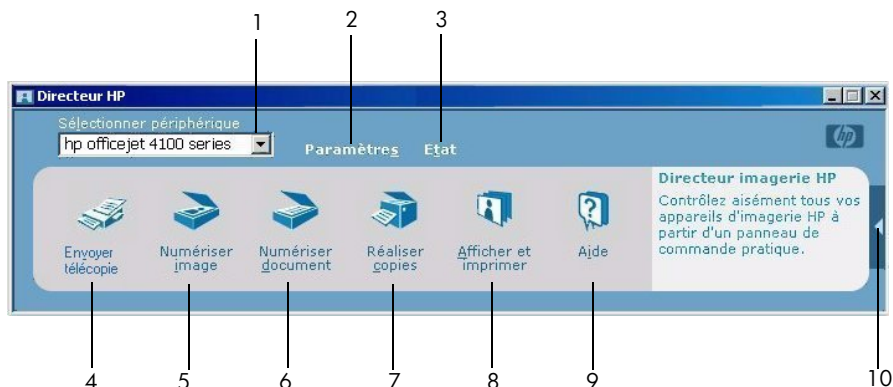 1 2 3
Directeur HP
Sélectionner périphérique
hp officejet 4100 series
Paramètres Etat
hp
Envoyer
télécopie
Numériser
image
Numériser
document
Réaliser
copies
Afficher et
imprimer
Aide
Directeur imagerie HP
Contrôlez aisément tous vos
appareils d'imagerie HP à
partir d'un panneau de
commande pratique.
4 5 6 7 8 9 10